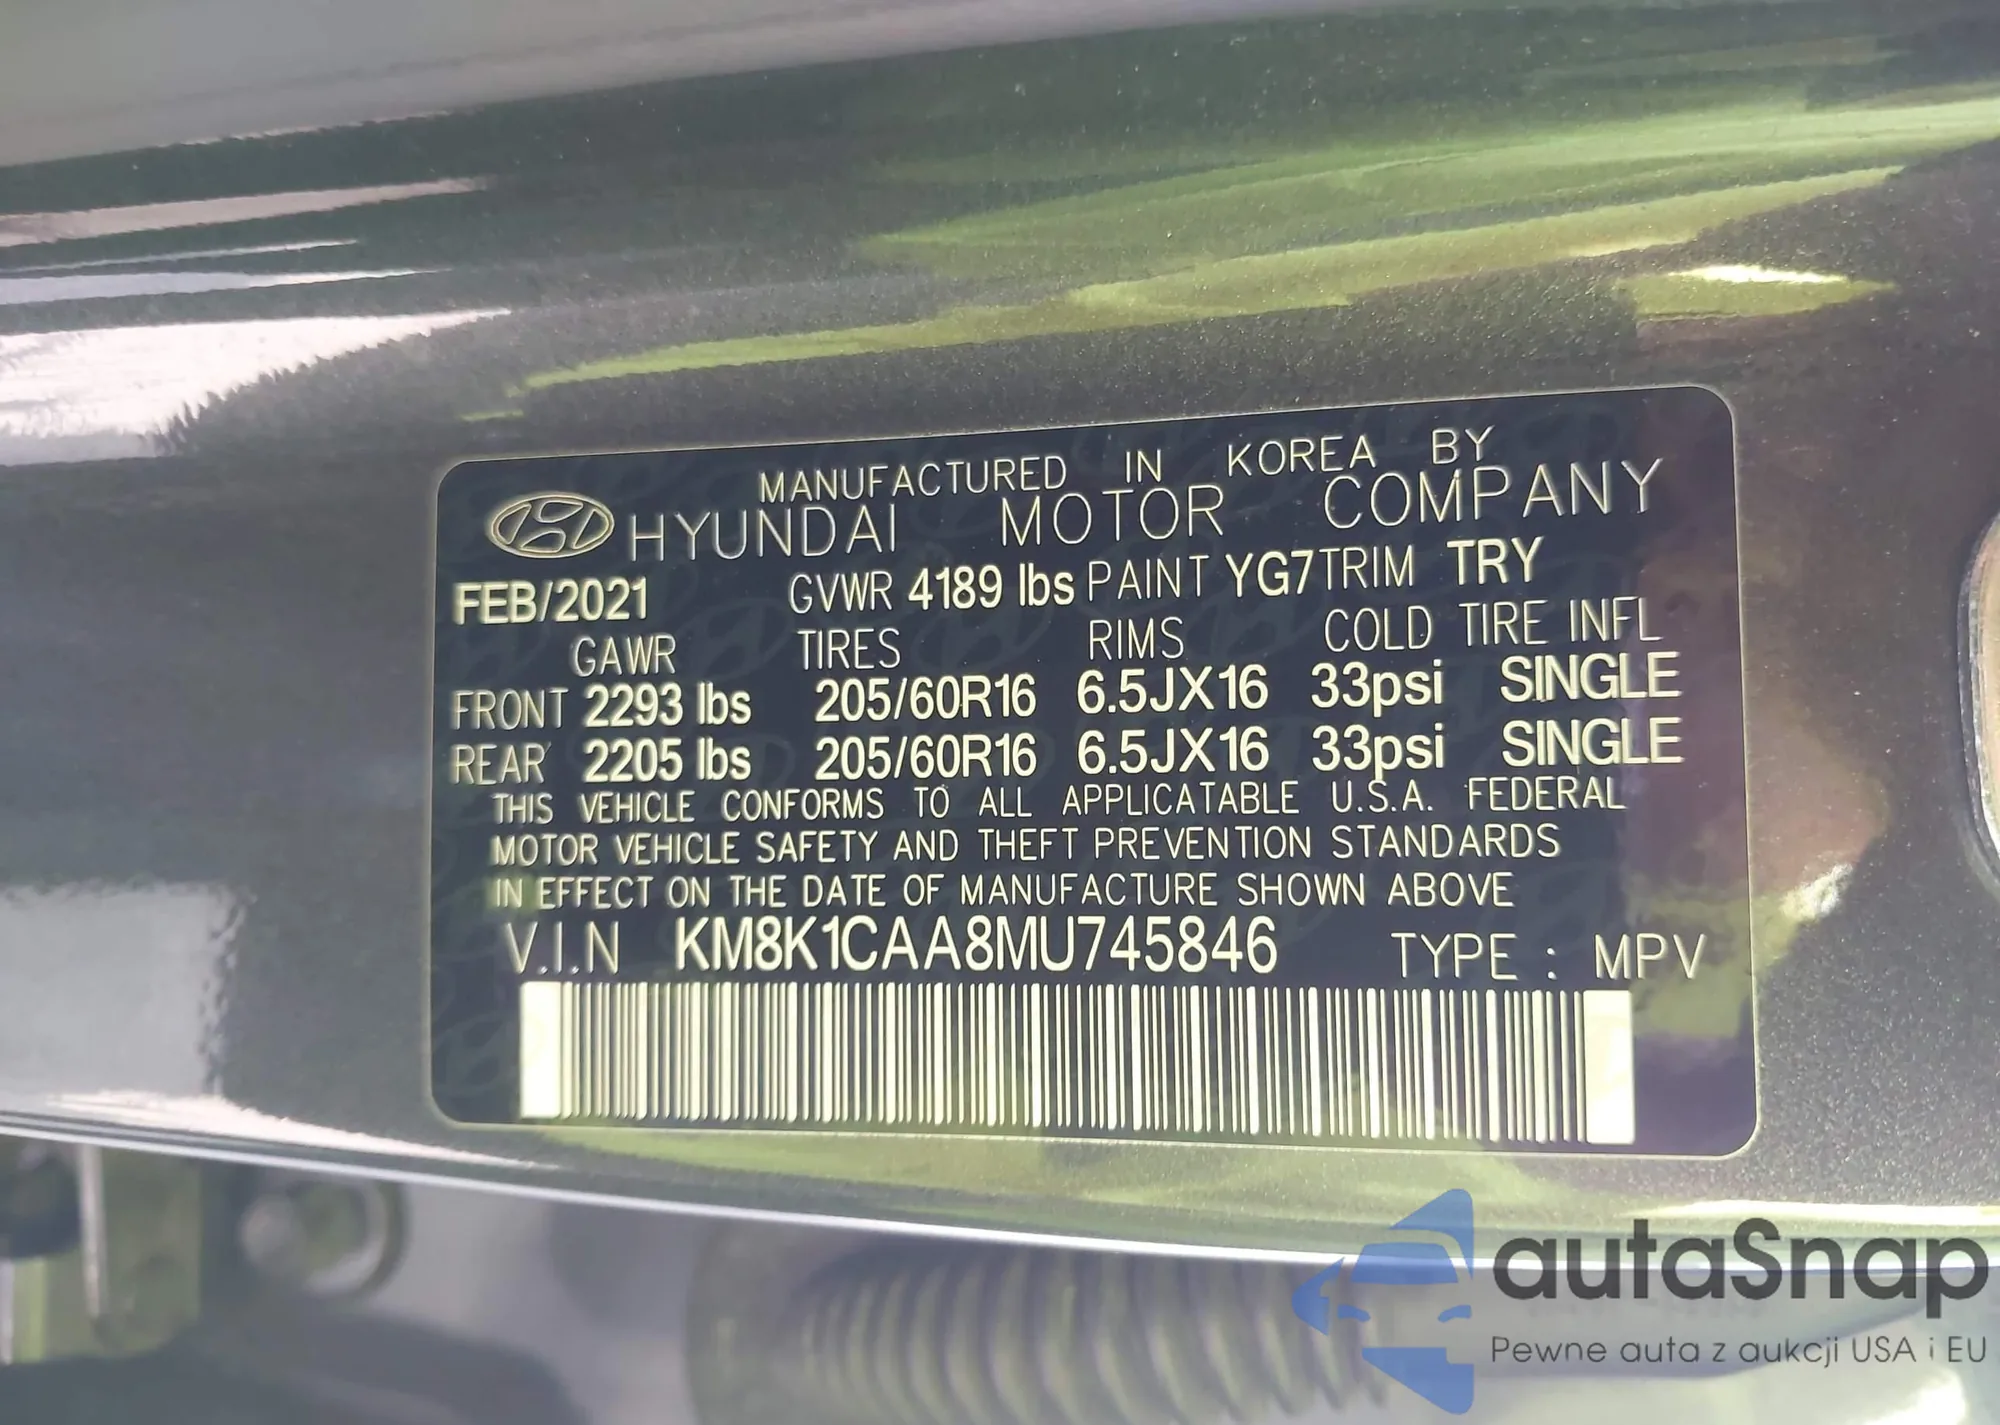 MANUFACTURED IN KOREA BY
HYUNDAI MOTOR COMPANY
FEB/2021 GVWR 4189 lbs PAINT YG7 TRIM TRY
GAWR TIRES RIMS COLD TIRE INFL
FRONT 2293 lbs 205/60R16 6.5JX16 33psi SINGLE
REAR 2205 lbs 205/60R16 6.5JX16 33psi SINGLE
THIS VEHICLE CONFORMS TO ALL APPLICATABLE U.S.A. FEDERAL
MOTOR VEHICLE SAFETY AND THEFT PREVENTION STANDARDS
IN EFFECT ON THE DATE OF MANUFACTURE SHOWN ABOVE
V.I.N KM8K1CAA8MU745846 TYPE : MPV
autaSnap
Pewne auta z aukcji USA i EU